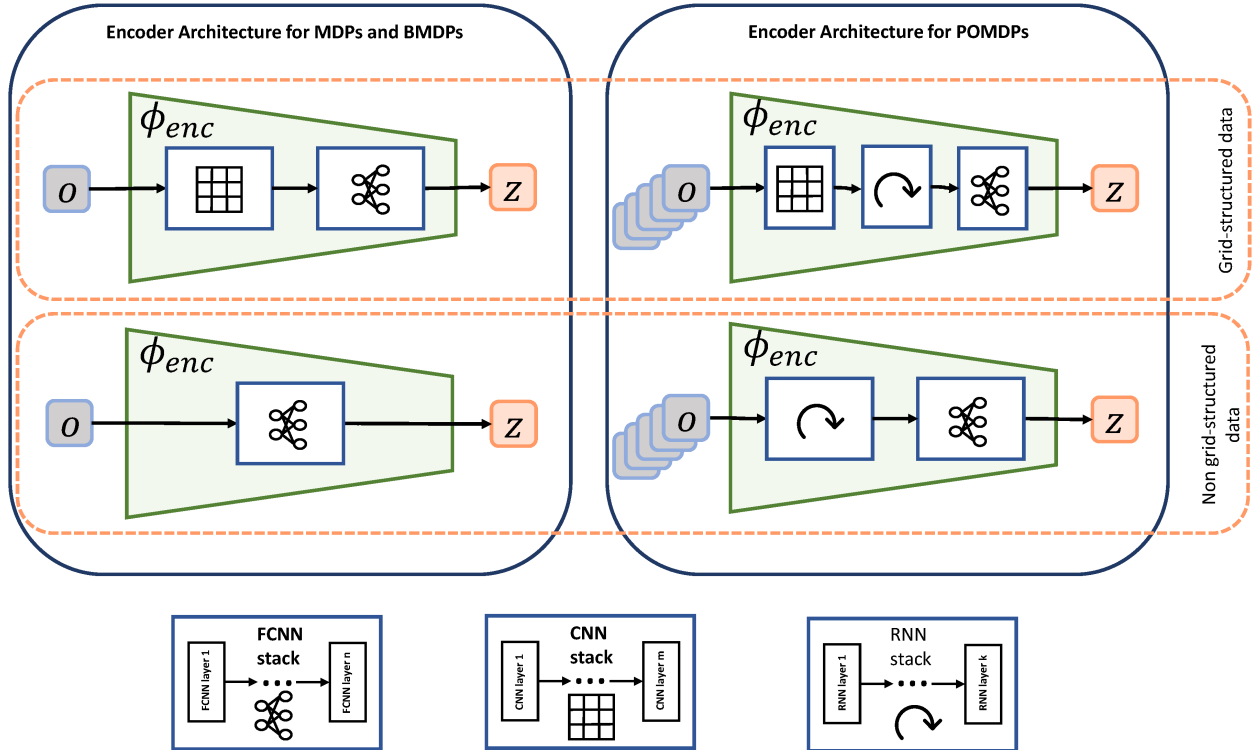 Encoder Architecture for MDPs and BMDPs
Encoder Architecture for POMDPs
ϕenc
o
z
ϕenc
o
z
Grid-structured data
ϕenc
o
z
ϕenc
o
z
Non grid-structured
data
FCNN
stack
FCNN layer 1
...
FCNN layer n
CNN
stack
CNN layer 1
...
CNN layer m
RNN
stack
RNN layer 1
...
RNN layer k